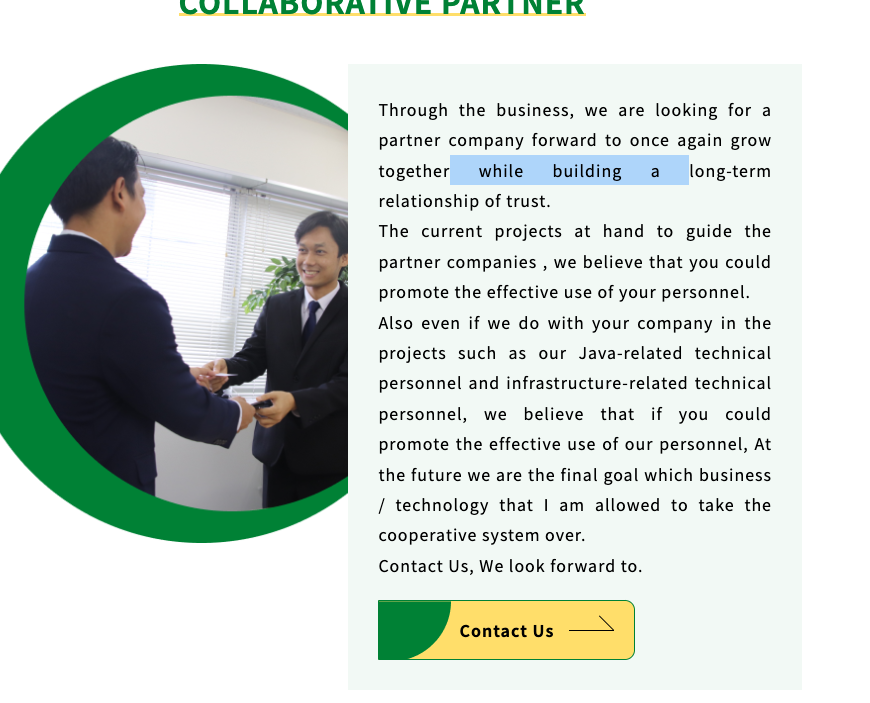 COLLABORATIVE PARTNER
Through the business, we are looking for a
partner company forward to once again grow
together while building a long-term
relationship of trust.
The current projects at hand to guide the
partner companies , we believe that you could
promote the effective use of your personnel.
Also even if we do with your company in the
projects such as our Java-related technical
personnel and infrastructure-related technical
personnel, we believe that if you could
promote the effective use of our personnel, At
the future we are the final goal which business
/ technology that I am allowed to take the
cooperative system over.
Contact Us, We look forward to.
Contact Us